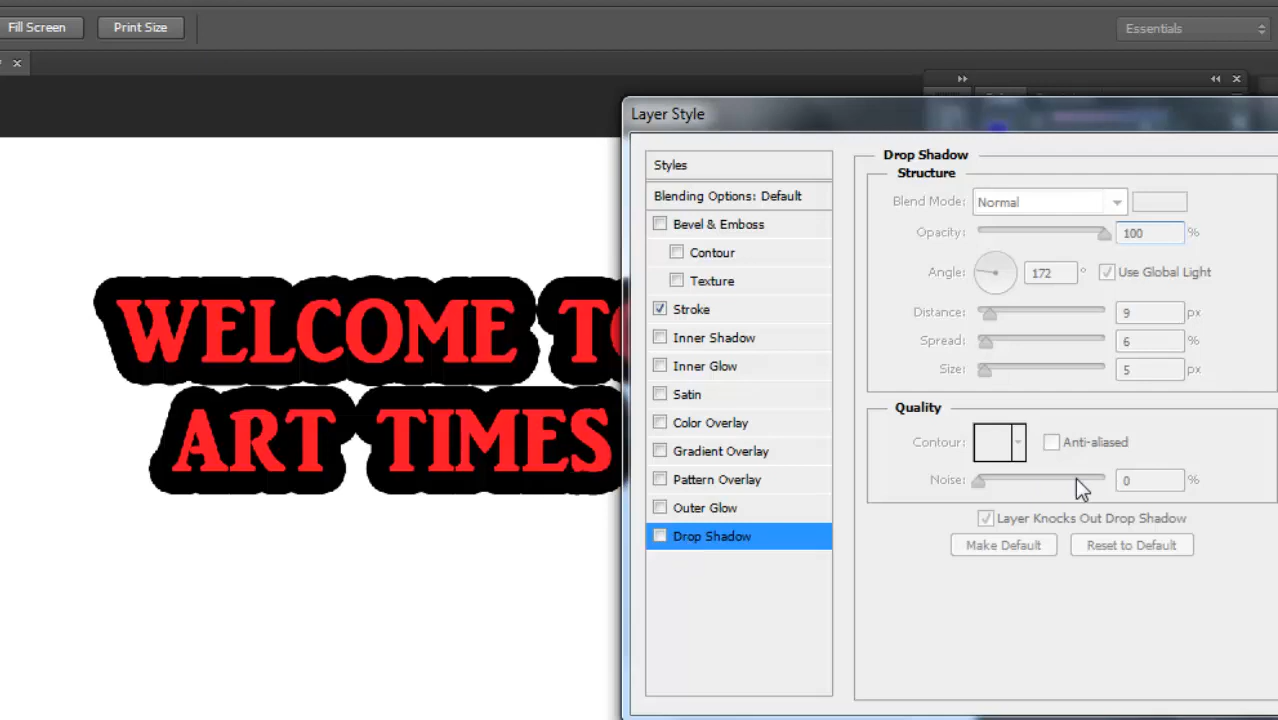 Fill Screen
Print Size
Essentials
Layer Style
Styles
Blending Options: Default
Bevel & Emboss
Contour
Texture
Stroke
Inner Shadow
Inner Glow
Satin
Color Overlay
Gradient Overlay
Pattern Overlay
Outer Glow
Drop Shadow
Drop Shadow
Structure
Blend Mode: Normal
Opacity: 100 %
Angle: 172 ° Use Global Light
Distance: 9 px
Spread: 6 %
Size: 5 px
Quality
Contour: Anti-aliased
Noise: 0 %
Layer Knocks Out Drop Shadow
Make Default
Reset to Default
WELCOME TO
ART TIMES